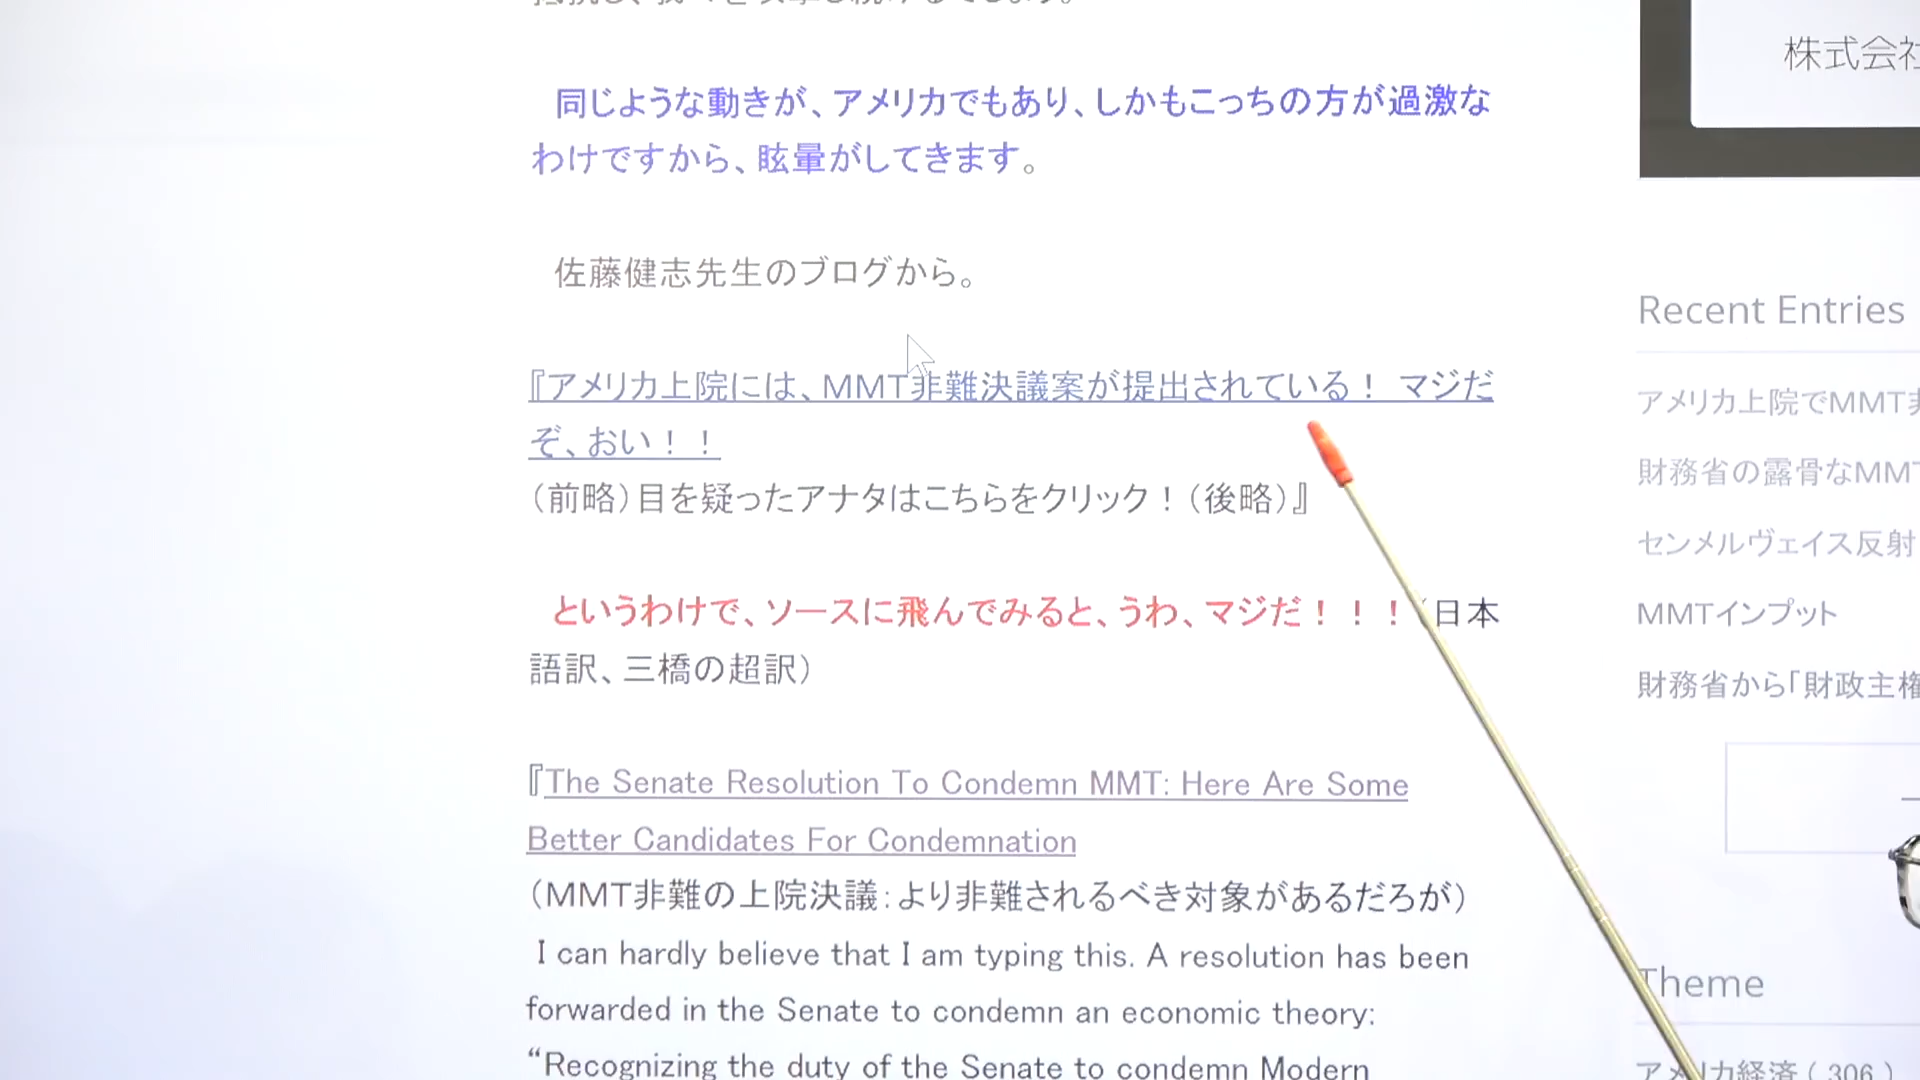 同じような動きが、アメリカでもあり、しかもこっちの方が過激な
わけですから、眩暈がしてきます。
佐藤健志先生のブログから。
『アメリカ上院には、MMT非難決議案が提出されている！ マジだ
ぞ、おい！！
（前略）目を疑ったアナタはこちらをクリック！（後略）』
というわけで、ソースに飛んでみると、うわ、マジだ！！！（日本
語訳、三橋の超訳）
『The Senate Resolution To Condemn MMT: Here Are Some
Better Candidates For Condemnation
（MMT非難の上院決議：より非難されるべき対象があるだろが）
I can hardly believe that I am typing this. A resolution has been
forwarded in the Senate to condemn an economic theory:
“Recognizing the duty of the Senate to condemn Modern
株式会社
Recent Entries
アメリカ上院でMMT非
財務省の露骨なMMT
センメルヴェイス反射
MMTインプット
財務省から「財政主権
Theme
アメリカ経済 ( 306 )